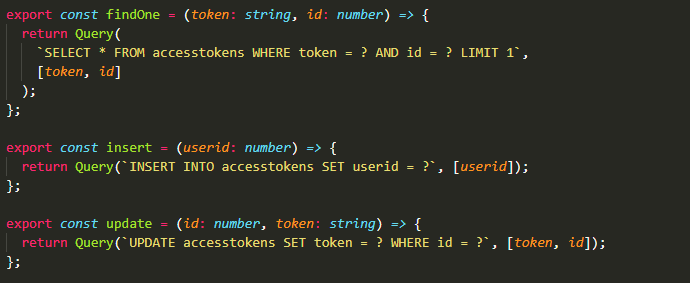 export const findOne = (token: string, id: number) => {
  return Query(
    `SELECT * FROM accesstokens WHERE token = ? AND id = ? LIMIT 1`,
    [token, id]
  );
};

export const insert = (userid: number) => {
  return Query(`INSERT INTO accesstokens SET userid = ?`, [userid]);
};

export const update = (id: number, token: string) => {
  return Query(`UPDATE accesstokens SET token = ? WHERE id = ?`, [token, id]);
};